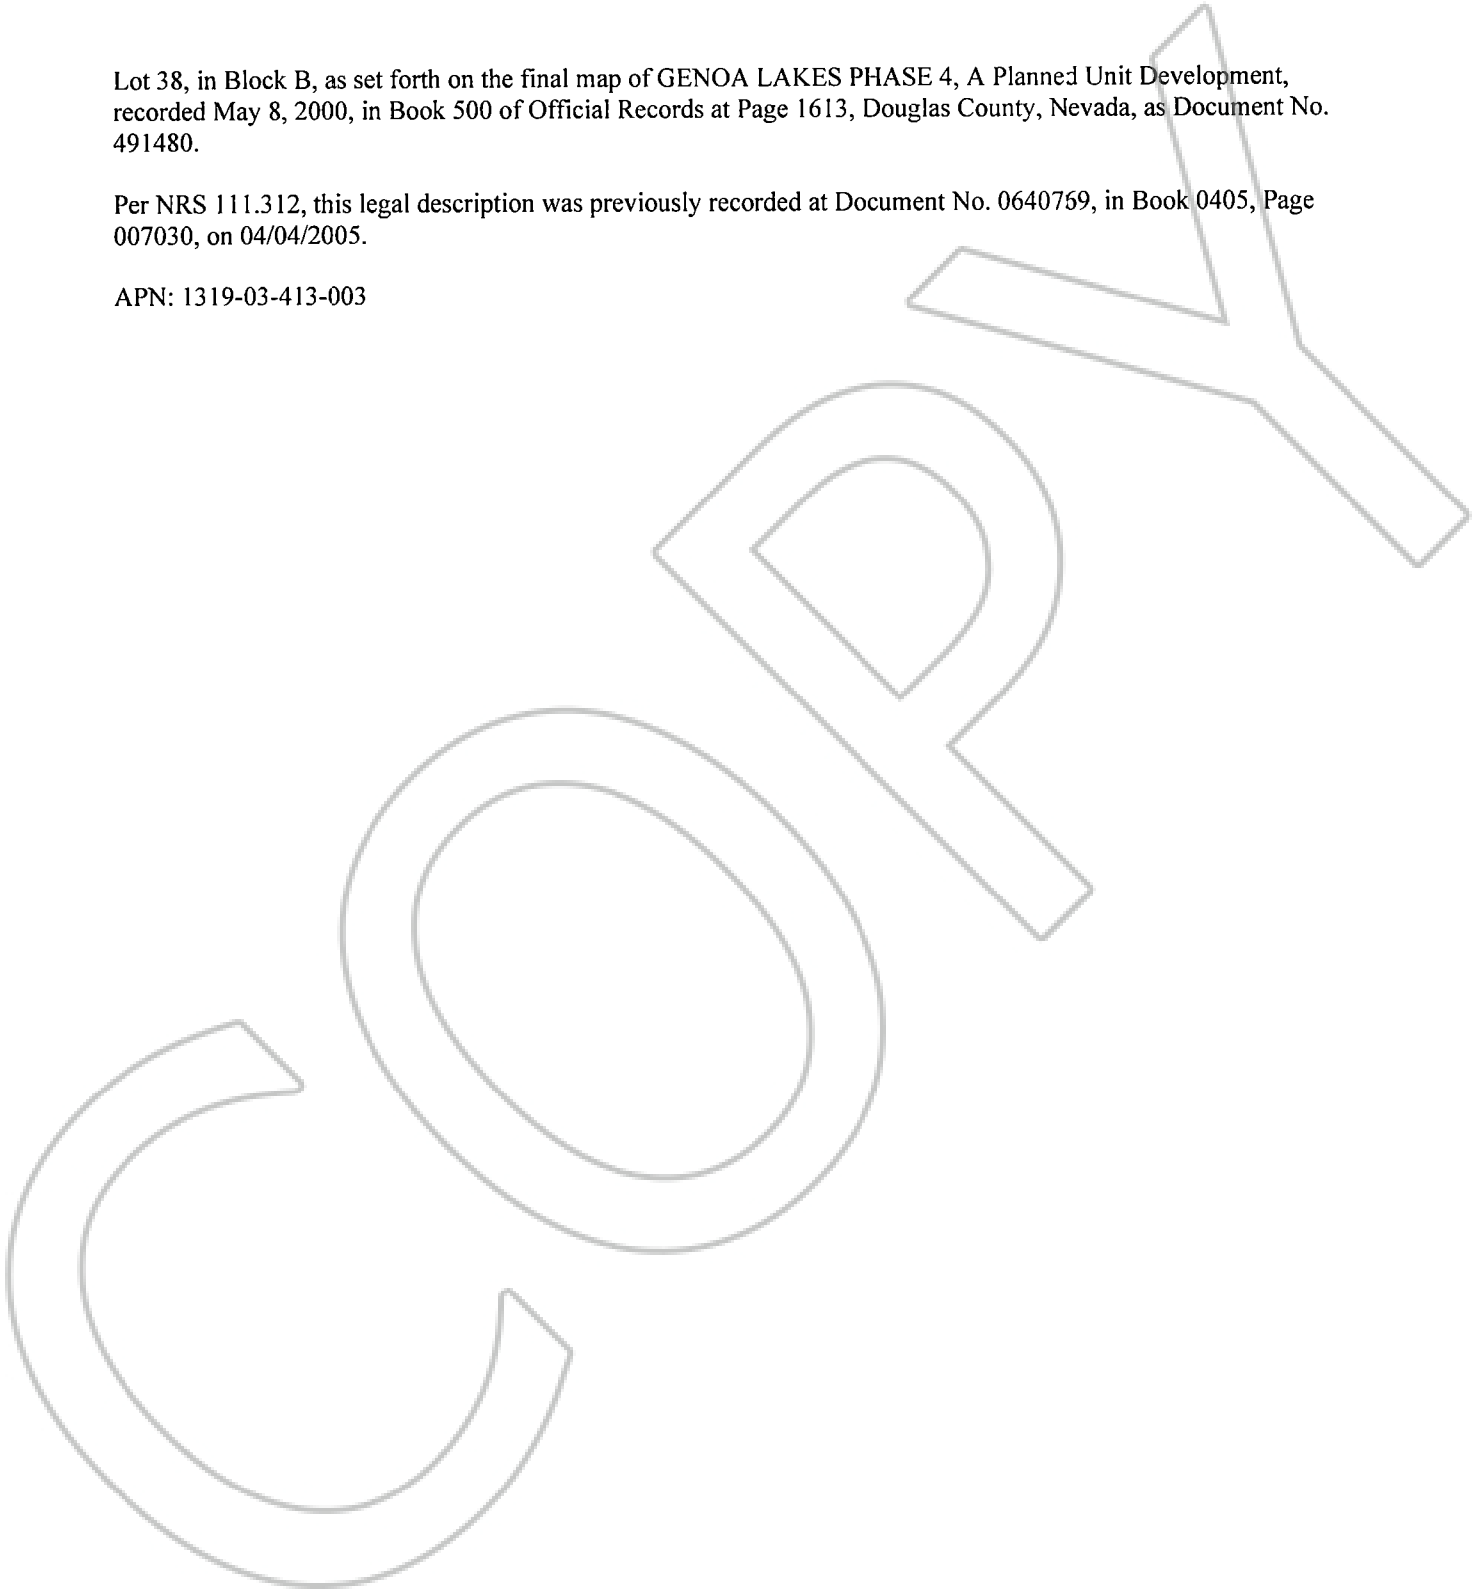 Lot 38, in Block B, as set forth on the final map of GENOA LAKES PHASE 4, A Planned Unit Development,
recorded May 8, 2000, in Book 500 of Official Records at Page 1613, Douglas County, Nevada, as Document No.
491480.
Per NRS 111.312, this legal description was previously recorded at Document No. 0640769, in Book 0405, Page
007030, on 04/04/2005.
APN: 1319-03-413-003
COPY